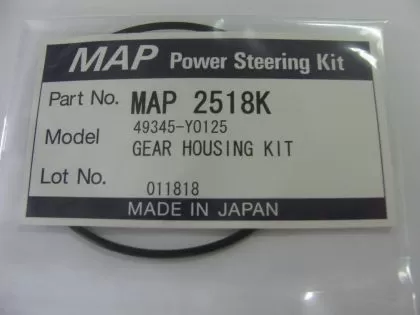 MAP Power Steering Kit
Part No. MAP 2518K
49345-Y0125
Model GEAR HOUSING KIT
Lot No. 011818
MADE IN JAPAN